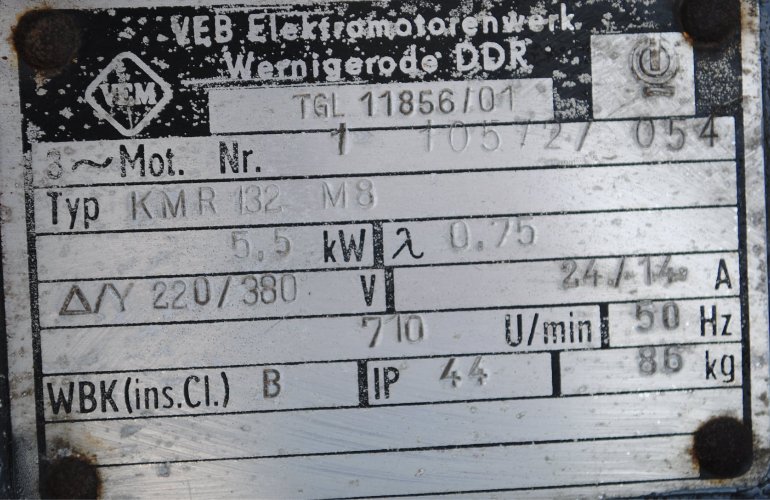 VEB Elektromotorenwerk
Wernigerode DDR
VEM
TGL 11856/01
3~Mot. Nr. 1 105727 054
Typ KMR 132 M8
5,5 kW λ 0,75
Δ/Y 220/380 V 24/14 A
710 U/min 50 Hz
WBK(ins.Cl.) B IP 44 86 kg